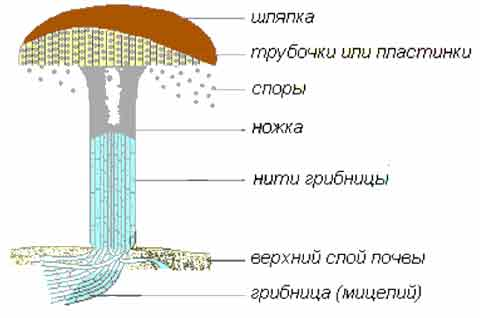 шляпка
трубочки или пластинки
споры
ножка
нити грибницы
верхний слой почвы
грибница (мицелий)